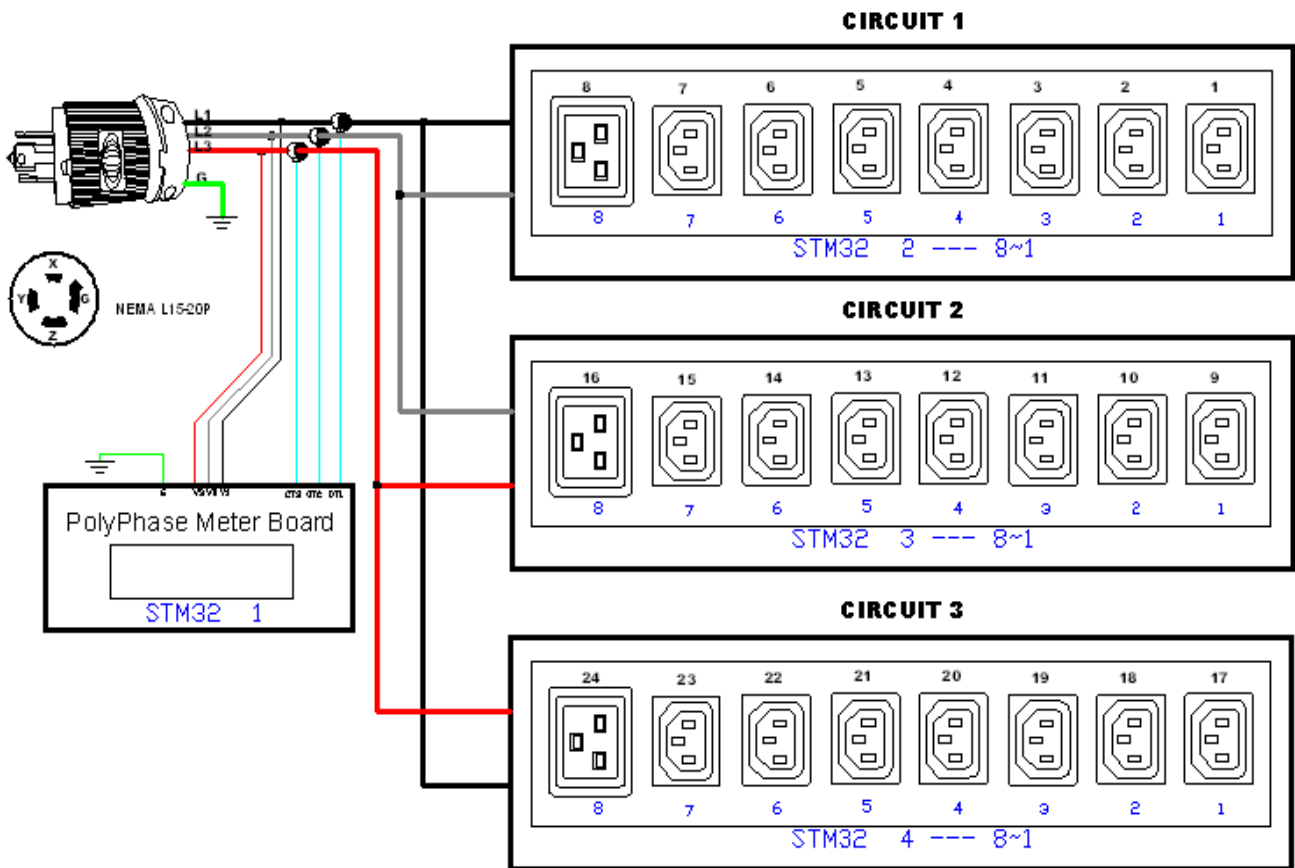 CIRCUIT 1
8 7 6 5 4 3 2 1
8 7 6 5 4 3 2 1
STM32 2 --- 8~1
L1
L2
L3
G
X
Y G
Z
NEMA L15-20P
CIRCUIT 2
16 15 14 13 12 11 10 9
8 7 6 5 4 3 2 1
STM32 3 --- 8~1
PolyPhase Meter Board
STM32 1
CIRCUIT 3
24 23 22 21 20 19 18 17
8 7 6 5 4 3 2 1
STM32 4 --- 8~1